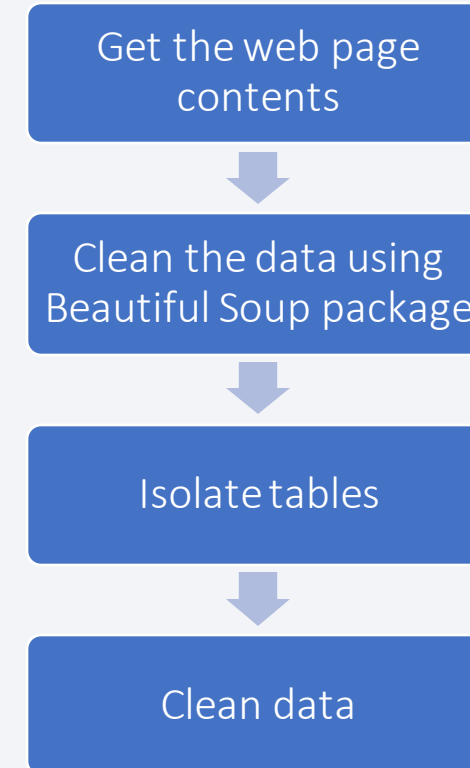 Get the web page
contents
Clean the data using
Beautiful Soup package
Isolate tables
Clean data